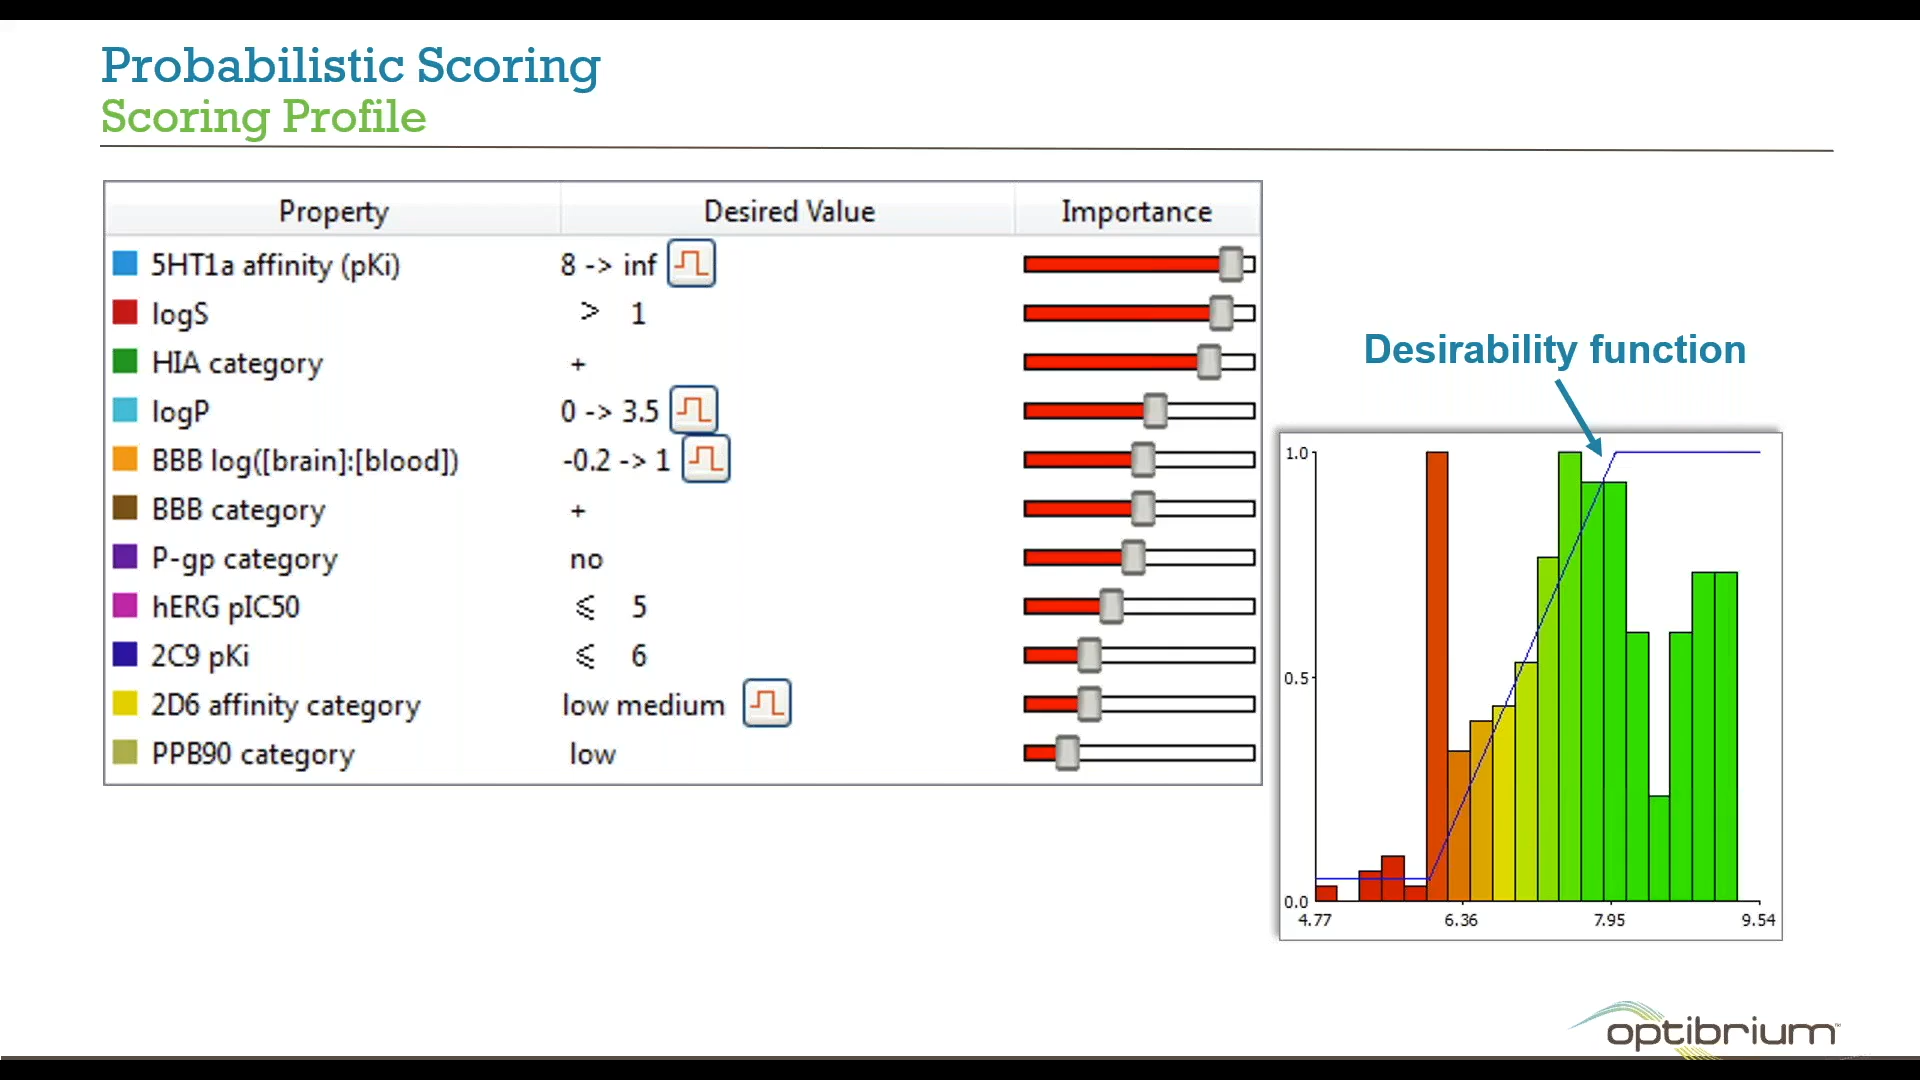 Probabilistic Scoring
Scoring Profile
Property Desired Value Importance
5HT1a affinity (pKi) 8 -> inf
logS > 1
HIA category +
logP 0 -> 3.5
BBB log([brain]:[blood]) -0.2 -> 1
BBB category +
P-gp category no
hERG pIC50 ≤ 5
2C9 pKi ≤ 6
2D6 affinity category low medium
PPB90 category low
Desirability function
1.0
0.5
0.0
4.77 6.36 7.95 9.54
optibrium™